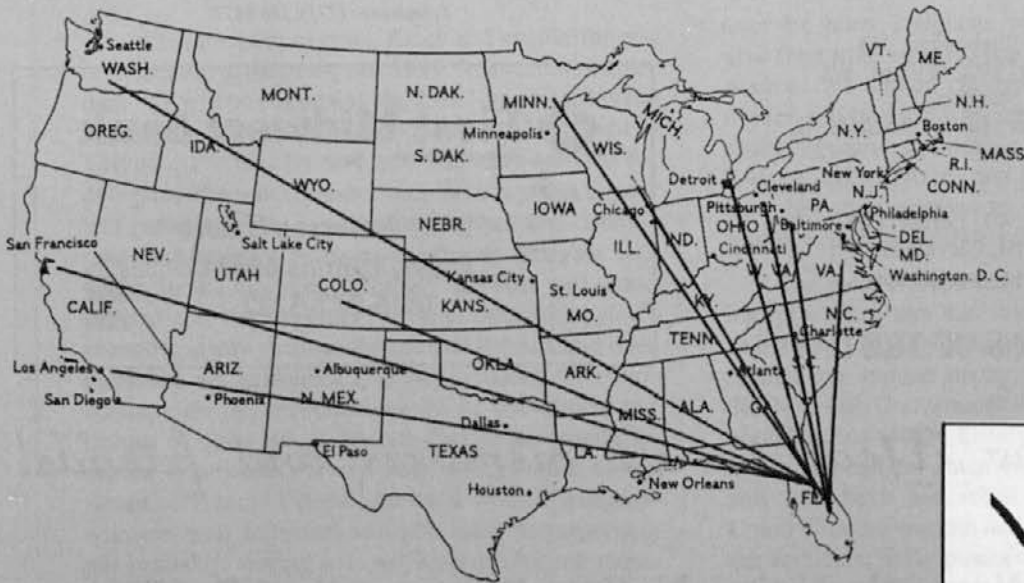 Seattle
WASH.
MONT.
N. DAK.
MINN.
VT.
ME.
OREG.
IDA.
Minneapolis
S. DAK.
WIS.
MICH.
N.Y.
N.H.
Boston
MASS
WYO.
Detroit
Cleveland
New York
R.I.
CONN.
N.J.
IOWA
NEBR.
Chicago
Pittsburgh
PA.
Philadelphia
San Francisco
NEV.
Salt Lake City
UTAH
ILL.
IND.
OHIO
Baltimore
DEL.
MD.
Cincinnati
Kansas City
COLO.
KANS.
St. Louis
MO.
W. VA.
VA.
Washington. D. C.
CALIF.
KY.
N.C.
TENN.
Charlotte
Los Angeles
ARIZ.
Albuquerque
OKLA
ARK.
Atlanta
San Diego
Phoenix
N. MEX.
Dallas
MISS.
ALA.
GA.
El Paso
TEXAS
LA.
Houston
New Orleans
FL